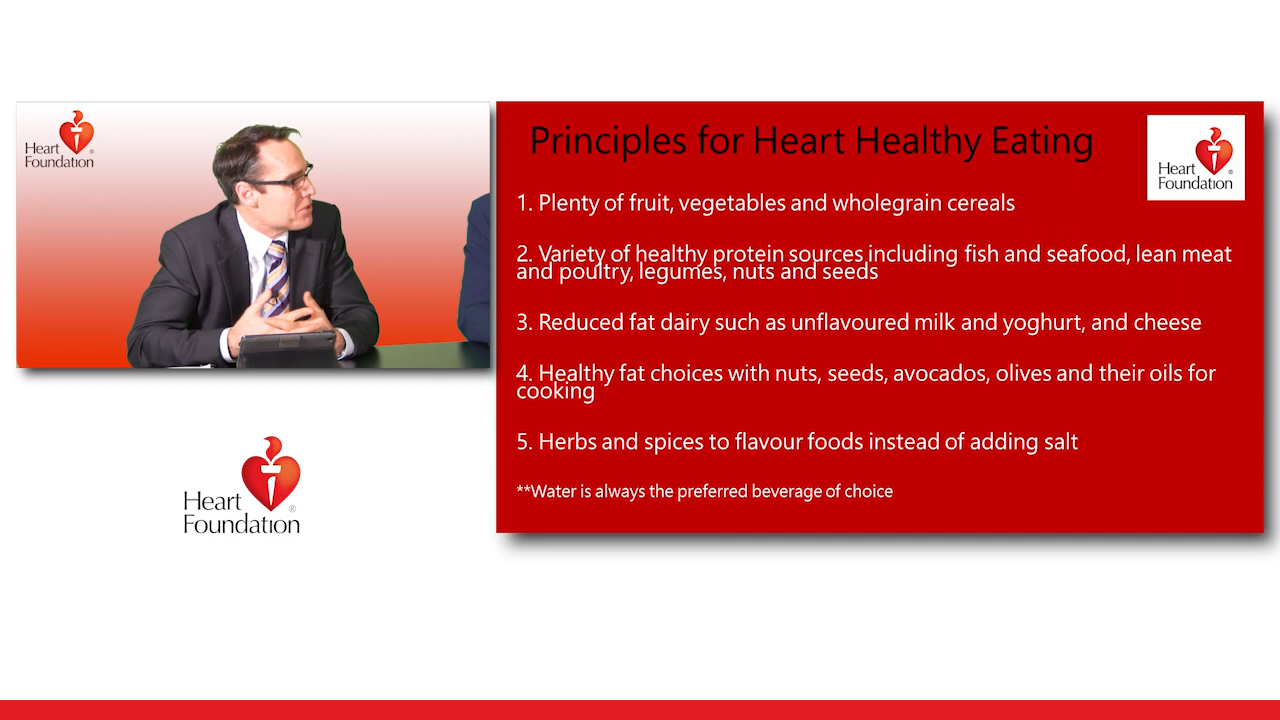 Heart
Foundation
Principles for Heart Healthy Eating
Heart
Foundation
1. Plenty of fruit, vegetables and wholegrain cereals
2. Variety of healthy protein sources including fish and seafood, lean meat
and poultry, legumes, nuts and seeds
3. Reduced fat dairy such as unflavoured milk and yoghurt, and cheese
4. Healthy fat choices with nuts, seeds, avocados, olives and their oils for
cooking
5. Herbs and spices to flavour foods instead of adding salt
**Water is always the preferred beverage of choice
Heart
Foundation